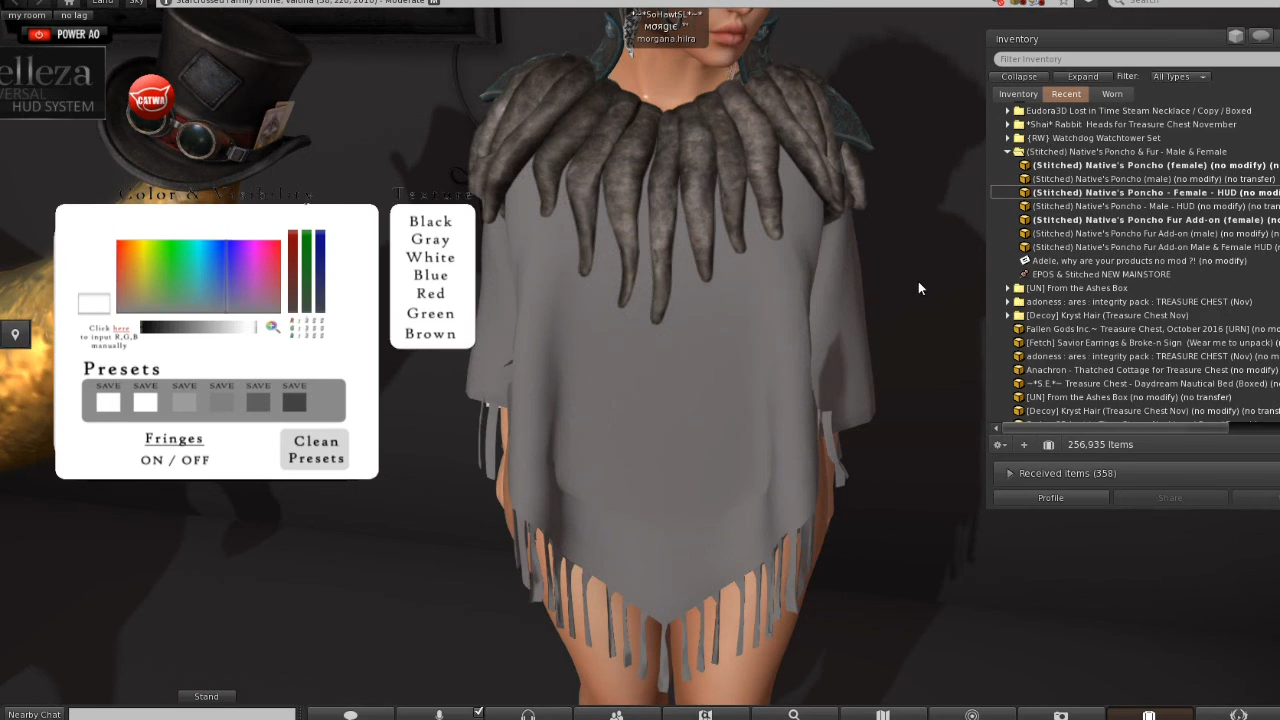 Land
Sky
Starcrossed Family Home, Valona (58, 220, 2010) - Moderate
Search
my room
no lag
POWER AO
elleza
VERSAL
HUD SYSTEM
CATWA
*~*SoHawtSL*~*
morgana.hilra
Color & Visibility
Texture
Black
Gray
White
Blue
Red
Green
Brown
Click here
to input R,G,B
manually
Presets
SAVE SAVE SAVE SAVE SAVE SAVE
Fringes
ON / OFF
Clean
Presets
Inventory
Filter Inventory
Collapse
Expand
Filter:
All Types
Inventory
Recent
Worn
Eudora3D Lost in Time Steam Necklace / Copy / Boxed
*Shai* Rabbit Heads for Treasure Chest November
{RW} Watchdog Watchtower Set
(Stitched) Native's Poncho & Fur - Male & Female
(Stitched) Native's Poncho (female) (no modify) (n
(Stitched) Native's Poncho (male) (no modify) (no transfer)
(Stitched) Native's Poncho - Female - HUD (no modi
(Stitched) Native's Poncho - Male - HUD (no modify) (no tran
(Stitched) Native's Poncho Fur Add-on (female) (no
(Stitched) Native's Poncho Fur Add-on (male) (no modify) (n
(Stitched) Native's Poncho Fur Add-on Male & Female HUD (
Adele, why are your products no mod ?! (no modify)
EPOS & Stitched NEW MAINSTORE
[UN] From the Ashes Box
adoness : ares : integrity pack : TREASURE CHEST (Nov)
[Decoy] Kryst Hair (Treasure Chest Nov)
Fallen Gods Inc.~ Treasure Chest, October 2016 [URN] (no m
[Fetch] Savior Earrings & Broke-n Sign (Wear me to unpack) (
adoness : ares : integrity pack : TREASURE CHEST (Nov) (no m
Anachron - Thatched Cottage for Treasure Chest (no modify)
~*S.E.*~ Treasure Chest - Daydream Nautical Bed (Boxed) (n
[UN] From the Ashes Box (no modify) (no transfer)
[Decoy] Kryst Hair (Treasure Chest Nov) (no modify) (no trans
256,935 Items
Received Items (358)
Profile
Share
Stand
Nearby Chat